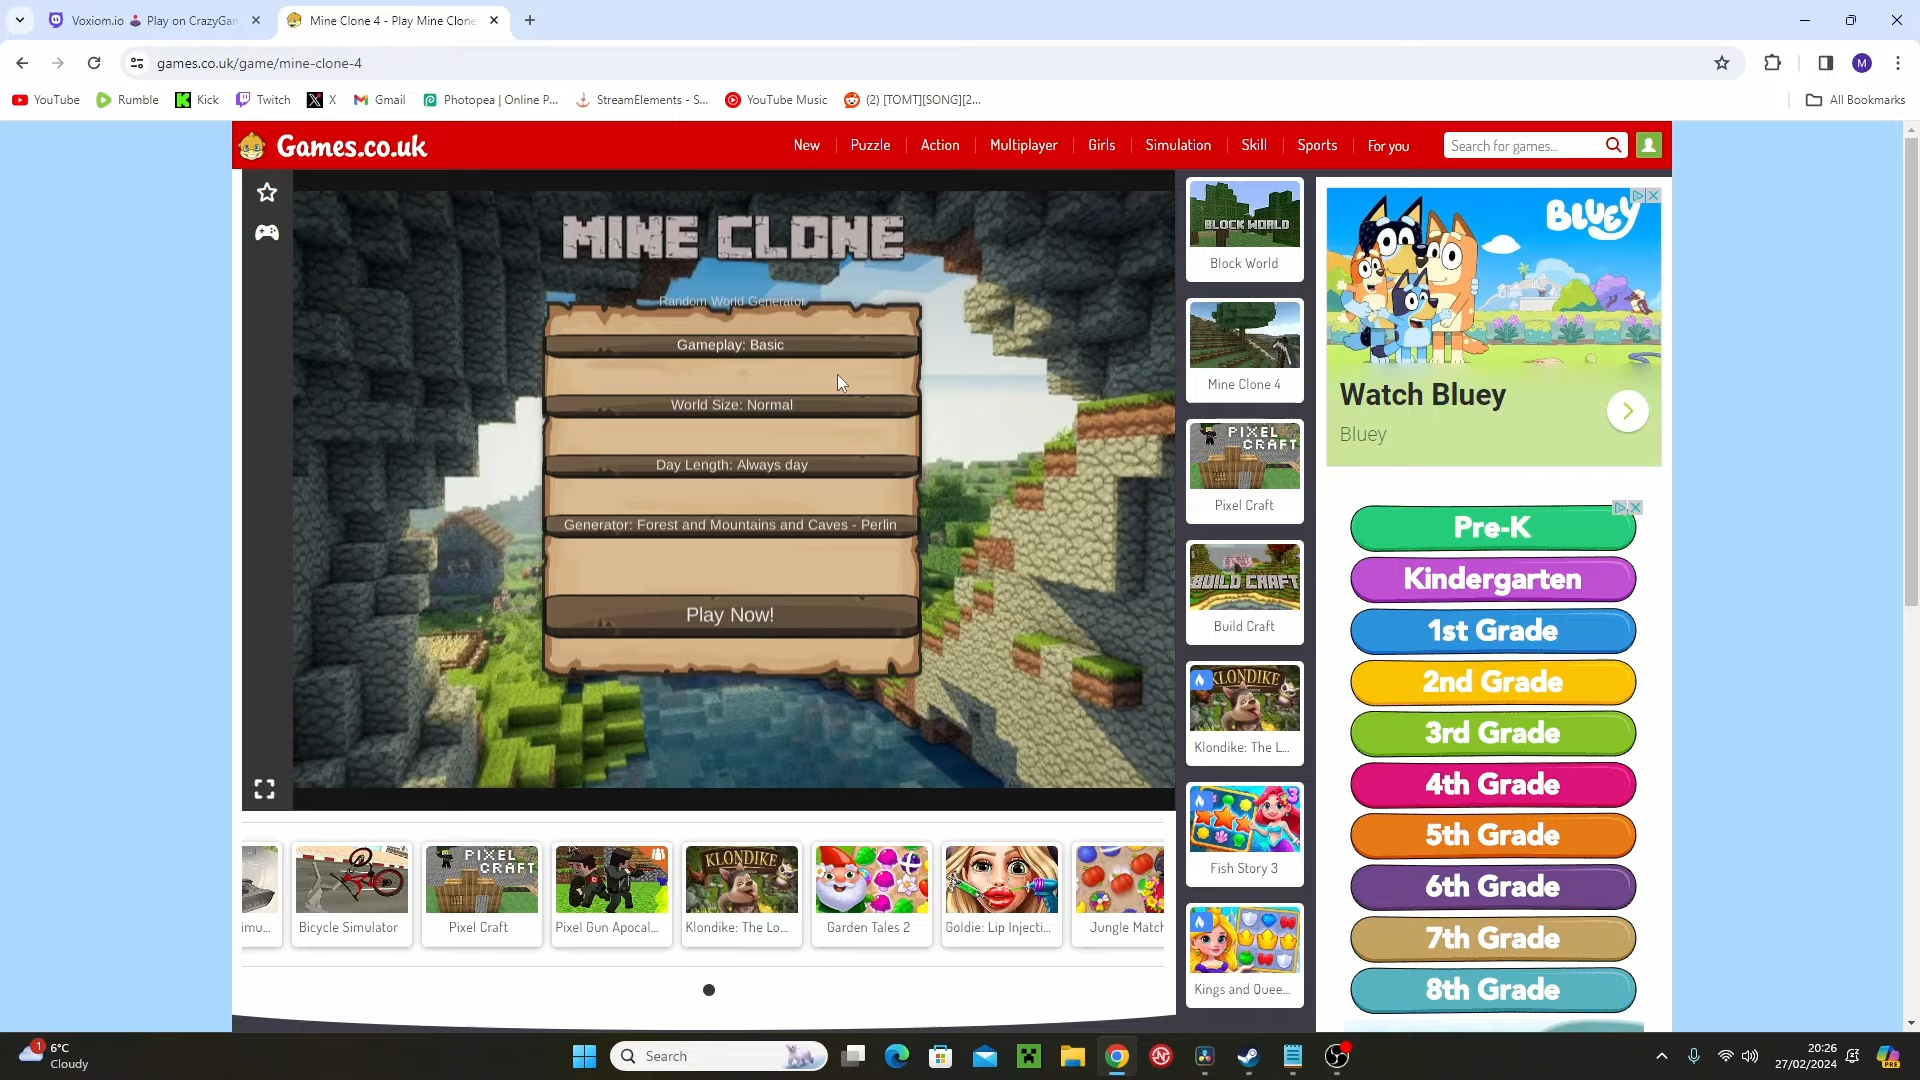 Voxiom.io 🕹️ Play on CrazyGan
Mine Clone 4 - Play Mine Clone
games.co.uk/game/mine-clone-4
M
YouTube
Rumble
Kick
Twitch
X
Gmail
Photopea | Online P...
StreamElements - S...
YouTube Music
(2) [TOMT][SONG][2...
All Bookmarks
Games.co.uk
New
Puzzle
Action
Multiplayer
Girls
Simulation
Skill
Sports
For you
Search for games...
MINE CLONE
Random World Generator
Gameplay: Basic
World Size: Normal
Day Length: Always day
Generator: Forest and Mountains and Caves - Perlin
Play Now!
BLOCK WORLD
Block World
Mine Clone 4
PIXEL
CRAFT
Pixel Craft
BUILD CRAFT
Build Craft
KLONDIKE
Klondike: The L...
3
Fish Story 3
Kings and Quee...
BLUEY
Watch Bluey
Bluey
Pre-K
Kindergarten
1st Grade
2nd Grade
3rd Grade
4th Grade
5th Grade
6th Grade
7th Grade
8th Grade
imu...
Bicycle Simulator
PIXEL
CRAFT
Pixel Craft
Pixel Gun Apocal...
KLONDIKE
Klondike: The Lo...
Garden Tales 2
Goldie: Lip Injecti...
Jungle Match
1
6°C
Cloudy
Search
PRE
20:26
27/02/2024